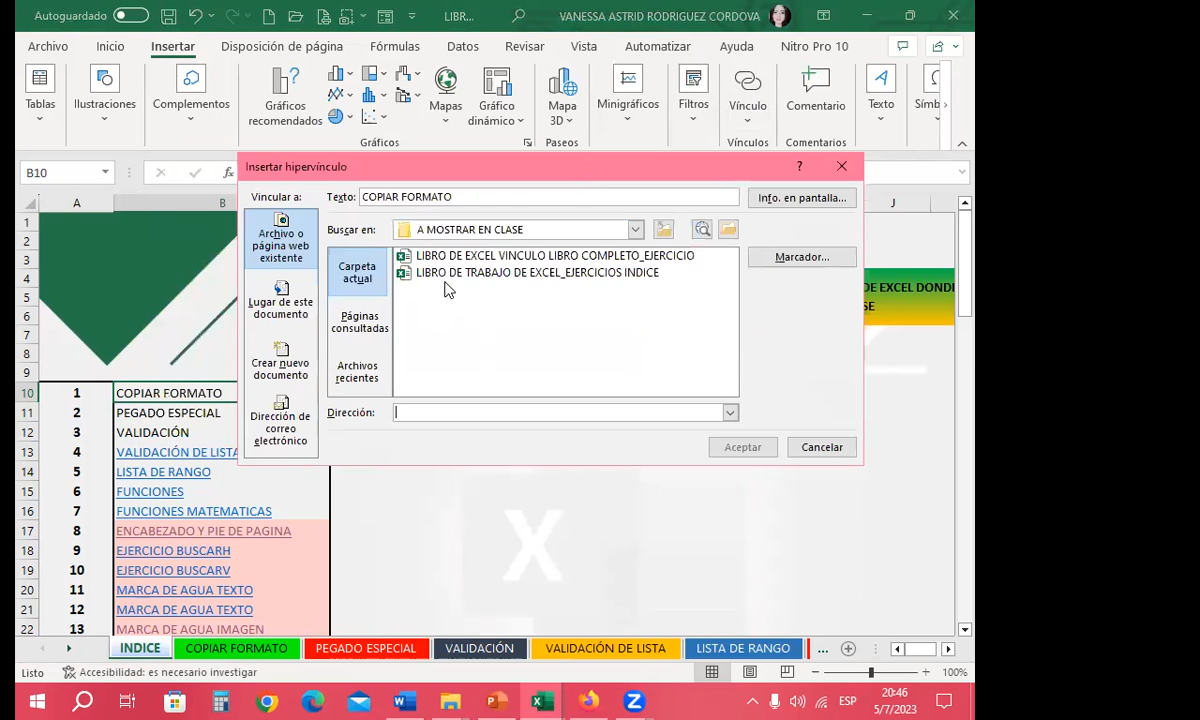 Autoguardado
LIBR...
VANESSA ASTRID RODRIGUEZ CORDOVA
Archivo Inicio Insertar Disposición de página Fórmulas Datos Revisar Vista Automatizar Ayuda Nitro Pro 10
Tablas
Ilustraciones
Complementos
Gráficos recomendados
Mapas
Gráfico dinámico
Mapa 3D
Minigráficos
Filtros
Vínculo
Comentario
Texto
Gráficos Paseos Vínculos Comentarios
B10
fx
Insertar hipervínculo
?
Vincular a:
Texto: COPIAR FORMATO
Info. en pantalla...
Archivo o página web existente
Buscar en: A MOSTRAR EN CLASE
Carpeta actual
LIBRO DE EXCEL VINCULO LIBRO COMPLETO_EJERCICIO
LIBRO DE TRABAJO DE EXCEL_EJERCICIOS INDICE
Marcador...
Lugar de este documento
Páginas consultadas
Crear nuevo documento
Archivos recientes
Dirección de correo electrónico
Dirección:
Aceptar Cancelar
A B J
1
2
3
4
5
DE EXCEL DOND
6
SE
7
8
9
10 1 COPIAR FORMATO
11 2 PEGADO ESPECIAL
12 3 VALIDACIÓN
13 4 VALIDACIÓN DE LISTA
14 5 LISTA DE RANGO
15 6 FUNCIONES
16 7 FUNCIONES MATEMATICAS
17 8 ENCABEZADO Y PIE DE PAGINA
18 9 EJERCICIO BUSCARH
19 10 EJERCICIO BUSCARV
20 11 MARCA DE AGUA TEXTO
21 12 MARCA DE AGUA TEXTO
22 13 MARCA DE AGUA IMAGEN
X
INDICE COPIAR FORMATO PEGADO ESPECIAL VALIDACIÓN VALIDACIÓN DE LISTA LISTA DE RANGO ...
Listo Accesibilidad: es necesario investigar 100%
ESP
20:46
5/7/2023